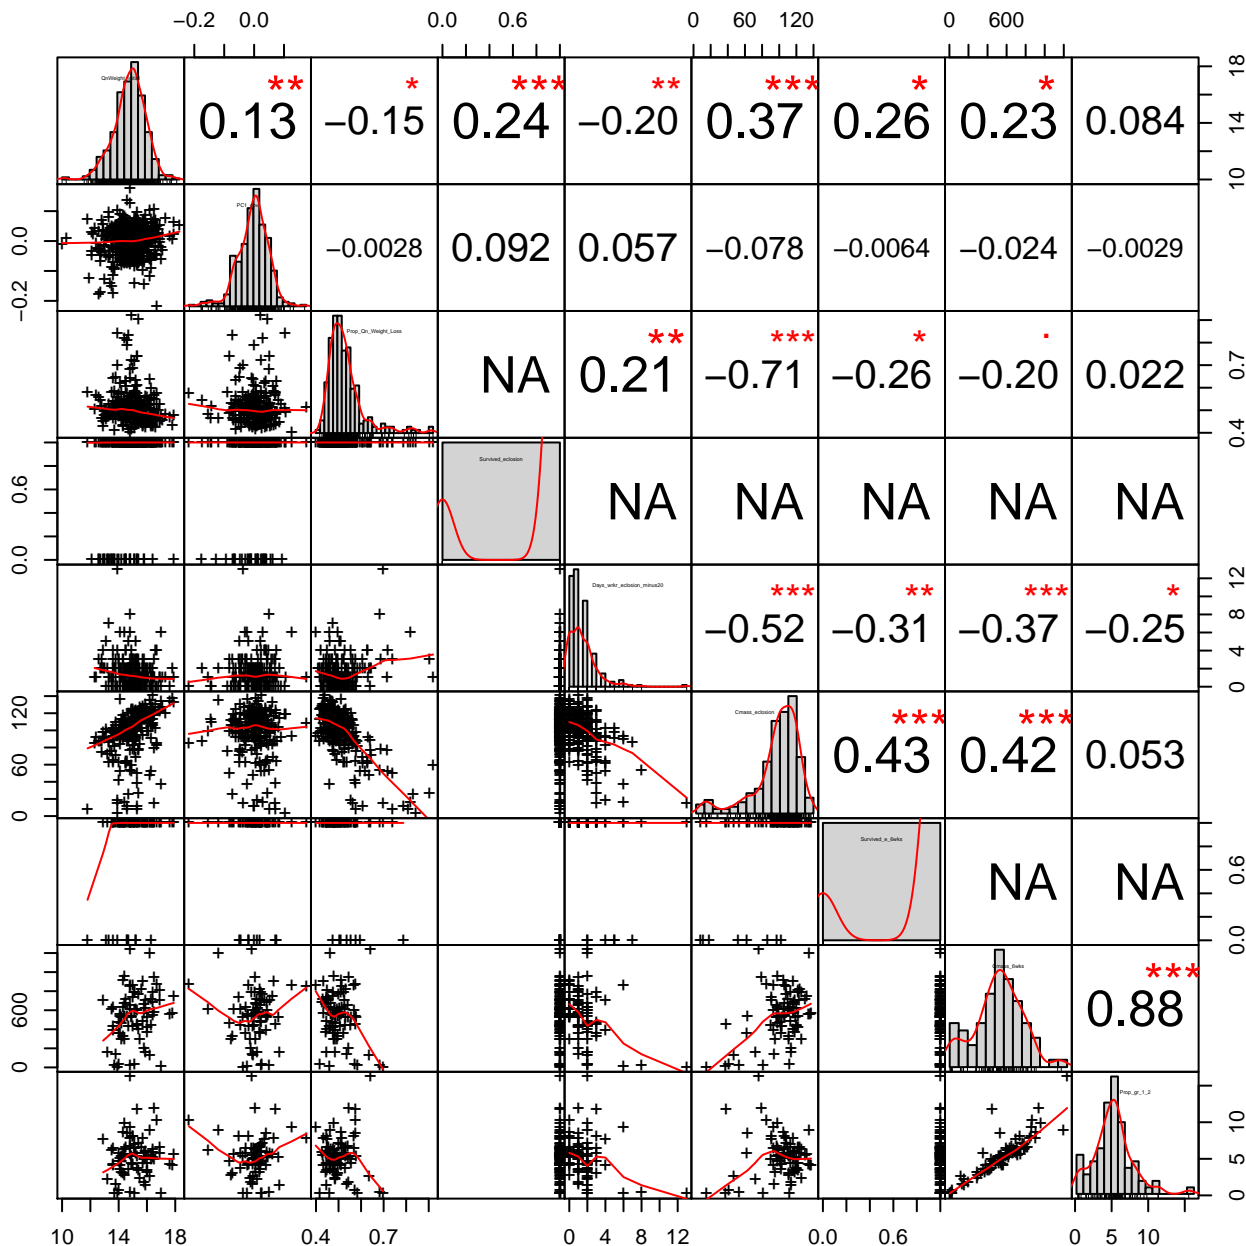 −0.2 0.0 0.0 0.6 0 60 120 0 600
** * *** ** *** * *
0.13 −0.15 0.24 −0.20 0.37 0.26 0.23 0.084
10 14 18
−0.2 0.0
−0.0028 0.092 0.057 −0.078 −0.0064 −0.024 −0.0029
Prop_Qn_Weight_Loss
** *** * .
NA 0.21 −0.71 −0.26 −0.20 0.022
0.4 0.7
Survived_eclosion
0.0 0.6
NA NA NA NA NA
Days_wrkr_eclosion_minus20
*** ** *** *
−0.52 −0.31 −0.37 −0.25
0 4 8 12
0 60 120
Cmass_eclosion
*** ***
0.43 0.42 0.053
Survived_e_6wks
NA NA
0.0 0.6
0 600
Cmass_6wks
***
0.88
Prop_gr_1_2
0 5 10
10 14 18 0.4 0.7 0 4 8 12 0.0 0.6 0 5 10